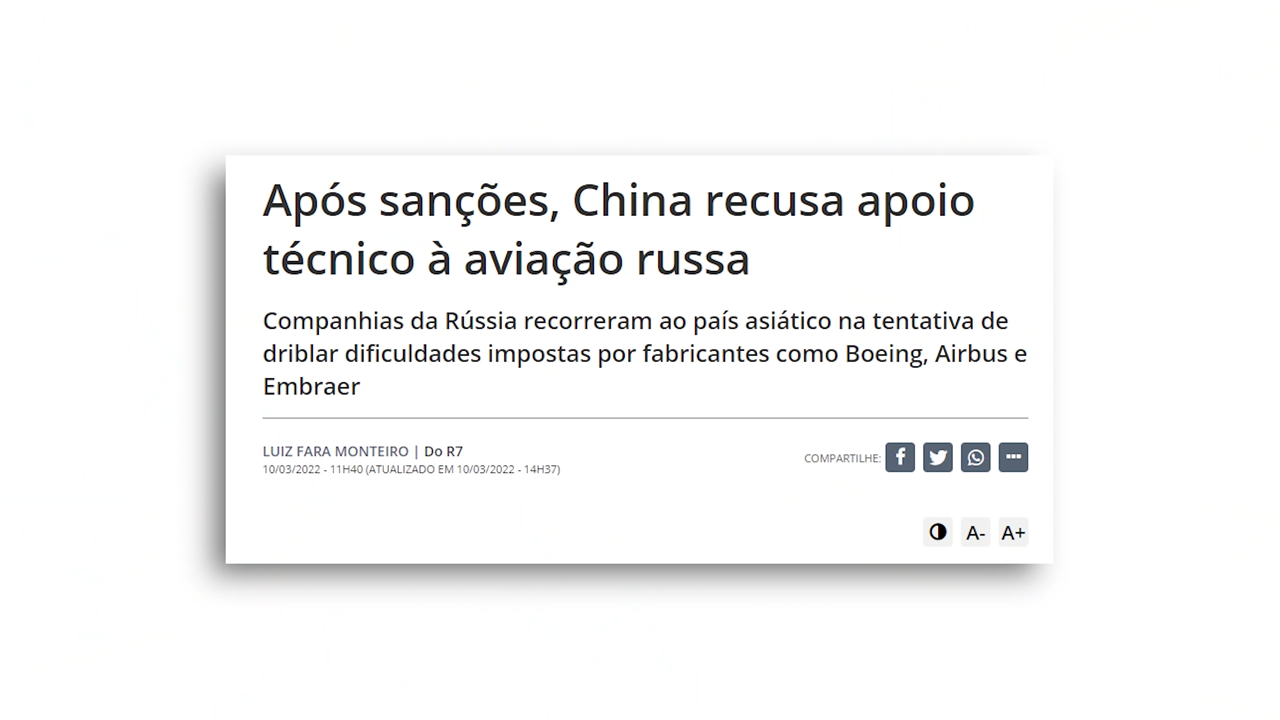 Após sanções, China recusa apoio
técnico à aviação russa
Companhias da Rússia recorreram ao país asiático na tentativa de
driblar dificuldades impostas por fabricantes como Boeing, Airbus e
Embraer
LUIZ FARA MONTEIRO | Do R7
10/03/2022 - 11H40 (ATUALIZADO EM 10/03/2022 - 14H37)
COMPARTILHE:
A- A+